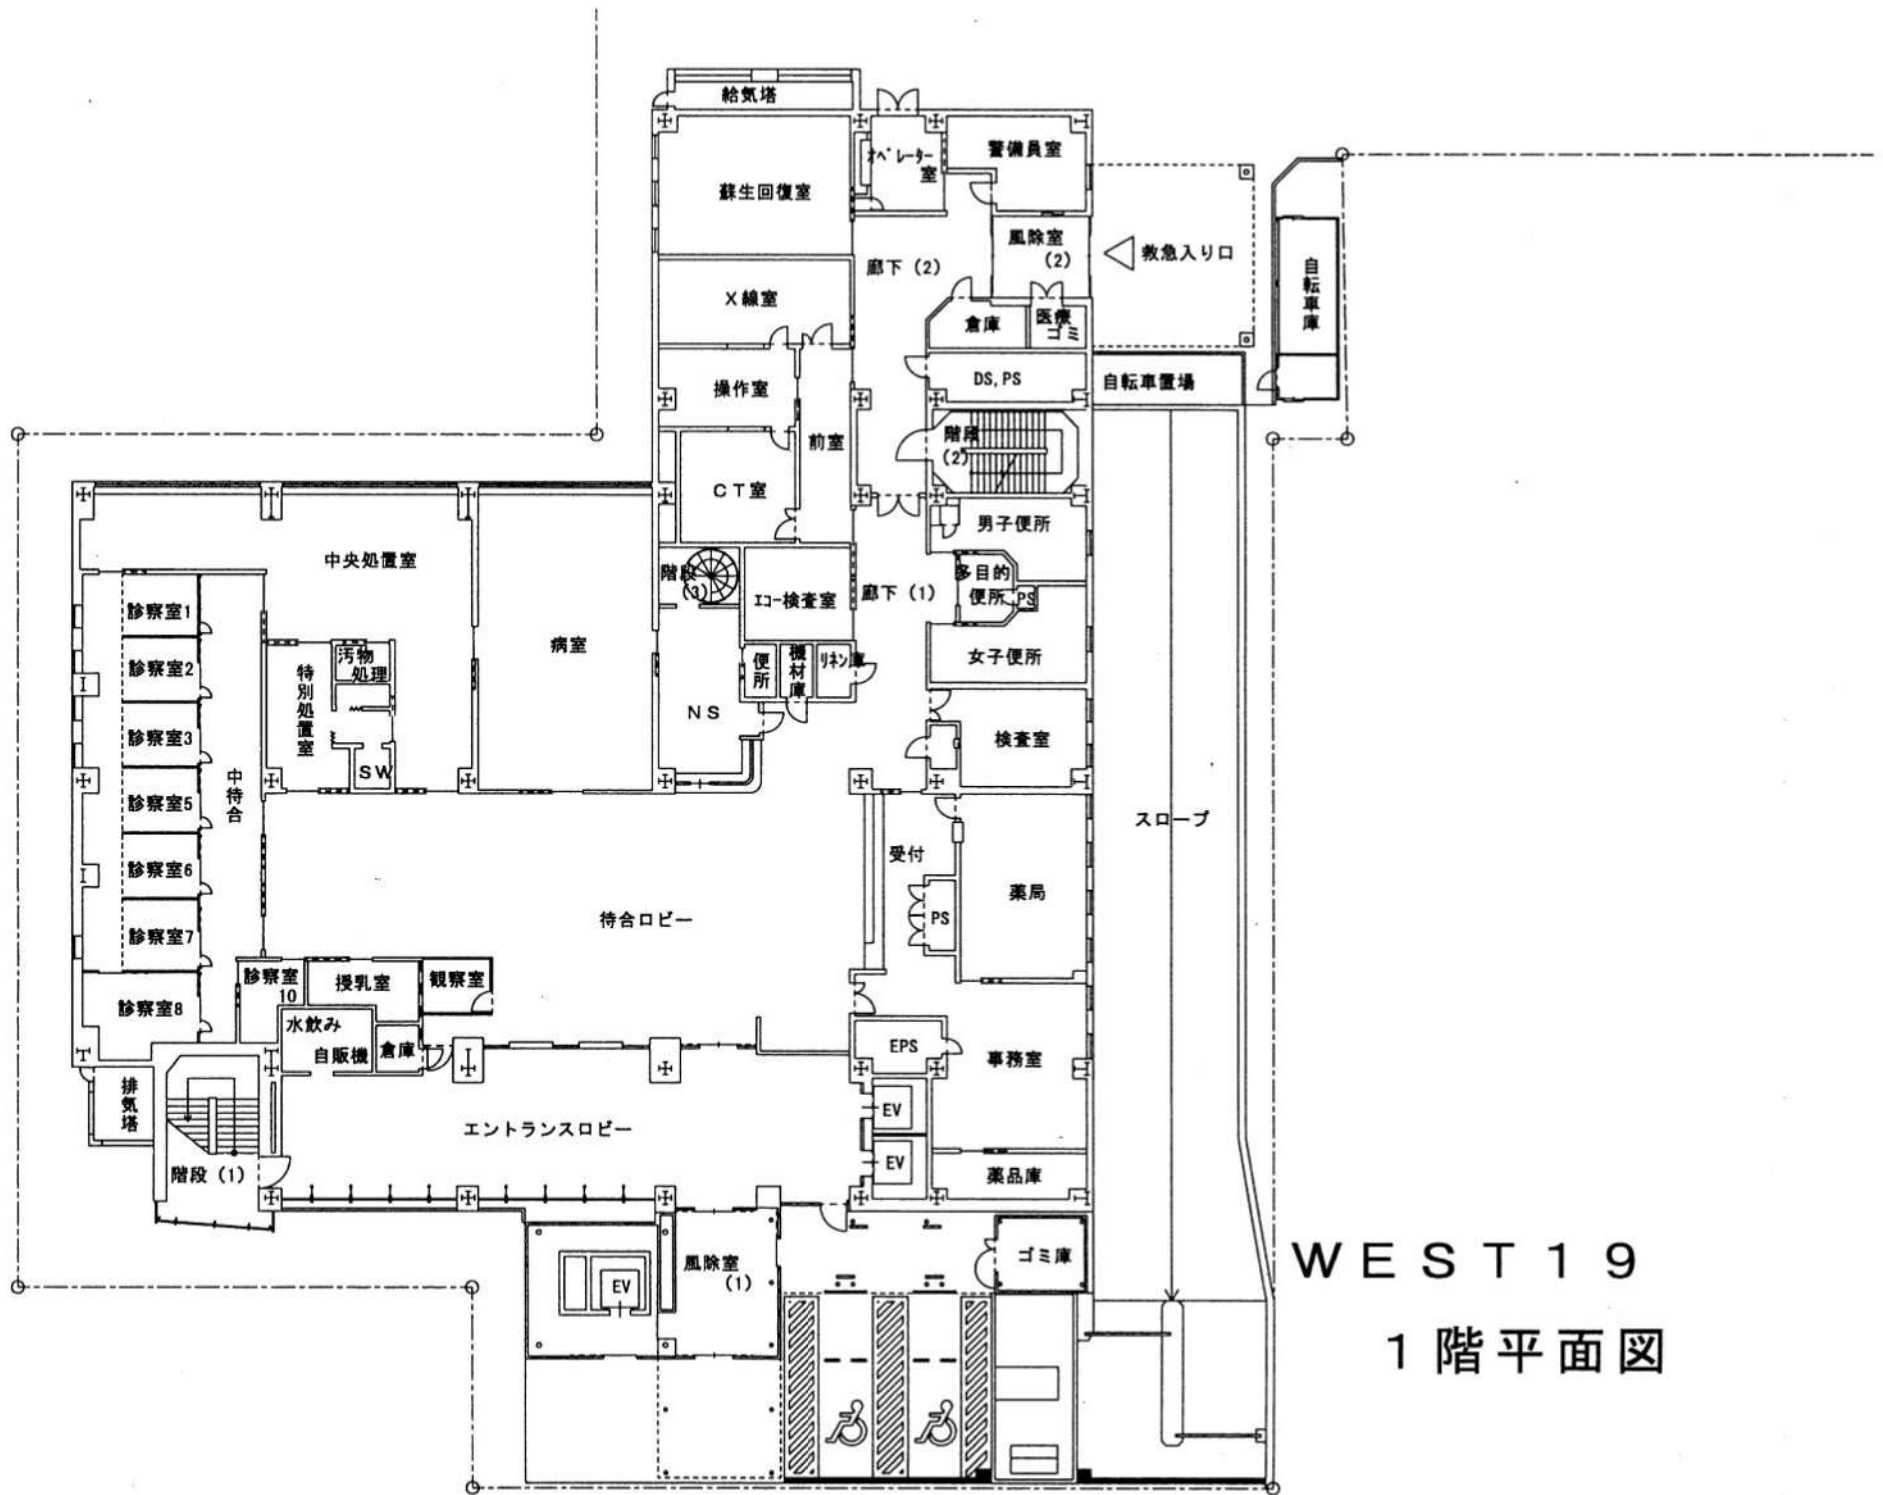 給気塔
オペレーター
室
警備員室
蘇生回復室
風除室
(2)
救急入り口
廊下(2)
自転車庫
X線室
倉庫
医療
ゴミ
操作室
DS,PS
自転車置場
前室
階段
(2)
CT室
男子便所
中央処置室
階段
(3)
エコー検査室
廊下(1)
多目的
便所
PS
診察室1
病室
女子便所
診察室2
汚物
処理
特別処置室
便所
機材庫
リネン庫
NS
診察室3
検査室
SW
中待合
診察室5
スロープ
受付
診察室6
薬局
待合ロビー
PS
診察室7
診察室8
診察室
10
授乳室
観察室
水飲み
自販機
倉庫
EPS
事務室
排気塔
EV
エントランスロビー
EV
階段(1)
薬品庫
風除室
(1)
EV
ゴミ庫
WEST19
1階平面図